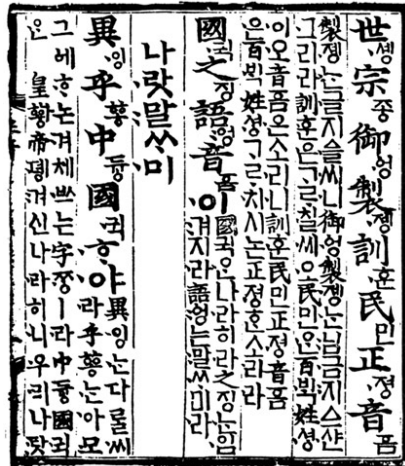 世솅宗종御ᅌᅥᆼ製졩訓훈民민正졍音ᅙᅳᆷ
製졩는글지ᅀᅳᆯ씨니御ᅌᅥᆼ製졩는님금지ᅀᅳ샨
그리라訓훈은ᄀᆞᄅᆞ칠씨오民민ᄋᆞᆫ百ᄇᆡᆨ姓셩
이오音ᅙᅳᆷ은소리니訓훈民민正졍音ᅙᅳᆷ
은百ᄇᆡᆨ姓셩ᄀᆞᄅᆞ치시논正졍ᄒᆞᆫ소리라
國귁之징語ᅌᅥᆼ音ᅙᅳᆷ이
國귁ᄋᆞᆫ나라히라之징ᄂᆞᆫ입
겨지라語ᅌᅥᆼ는말ᄊᆞ미라
나랏말ᄊᆞ미
異잉乎ᅘᅩᆼ中듕國귁ᄒᆞ야
異잉ᄂᆞᆫ다ᄅᆞᆯ씨
라乎ᅘᅩᆼᄂᆞᆫ아모
그ᅌᅦᄒᆞ논겨체ᄡᅳ는字ᄍᆞᆼㅣ라中듕國귁
ᄋᆞᆫ皇ᅘᅪᆼ帝뎽겨신나라히니우리나랏